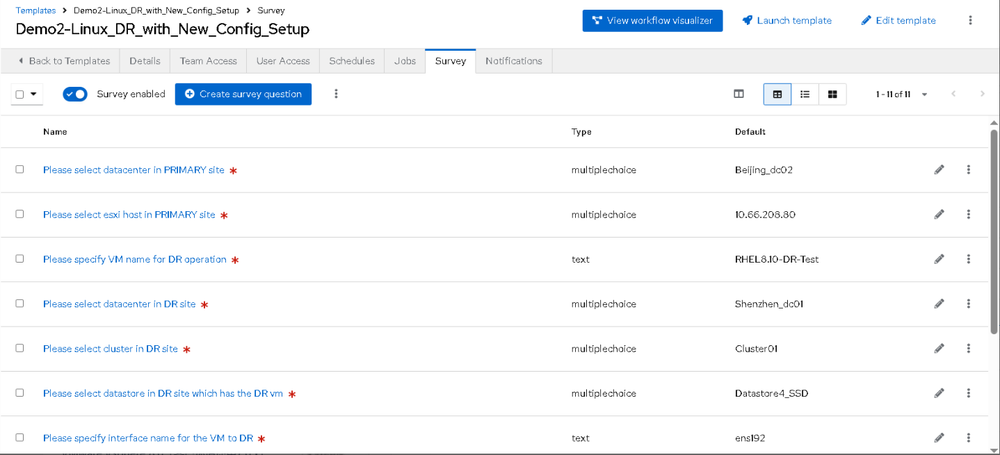 Templates > Demo2-Linux_DR_with_New_Config_Setup > Survey
Demo2-Linux_DR_with_New_Config_Setup
View workflow visualizer
Launch template
Edit template
Back to Templates
Details
Team Access
User Access
Schedules
Jobs
Survey
Notifications
Survey enabled
Create survey question
1 - 11 of 11
Name Type Default
Please select datacenter in PRIMARY site * multiplechoice Beijing_dc02
Please select esxi host in PRIMARY site * multiplechoice 10.66.208.80
Please specify VM name for DR operation * text RHEL8.10-DR-Test
Please select datacenter in DR site * multiplechoice Shenzhen_dc01
Please select cluster in DR site * multiplechoice Cluster01
Please select datastore in DR site which has the DR vm * multiplechoice Datastore4_SSD
Please specify interface name for the VM to DR * text ens192